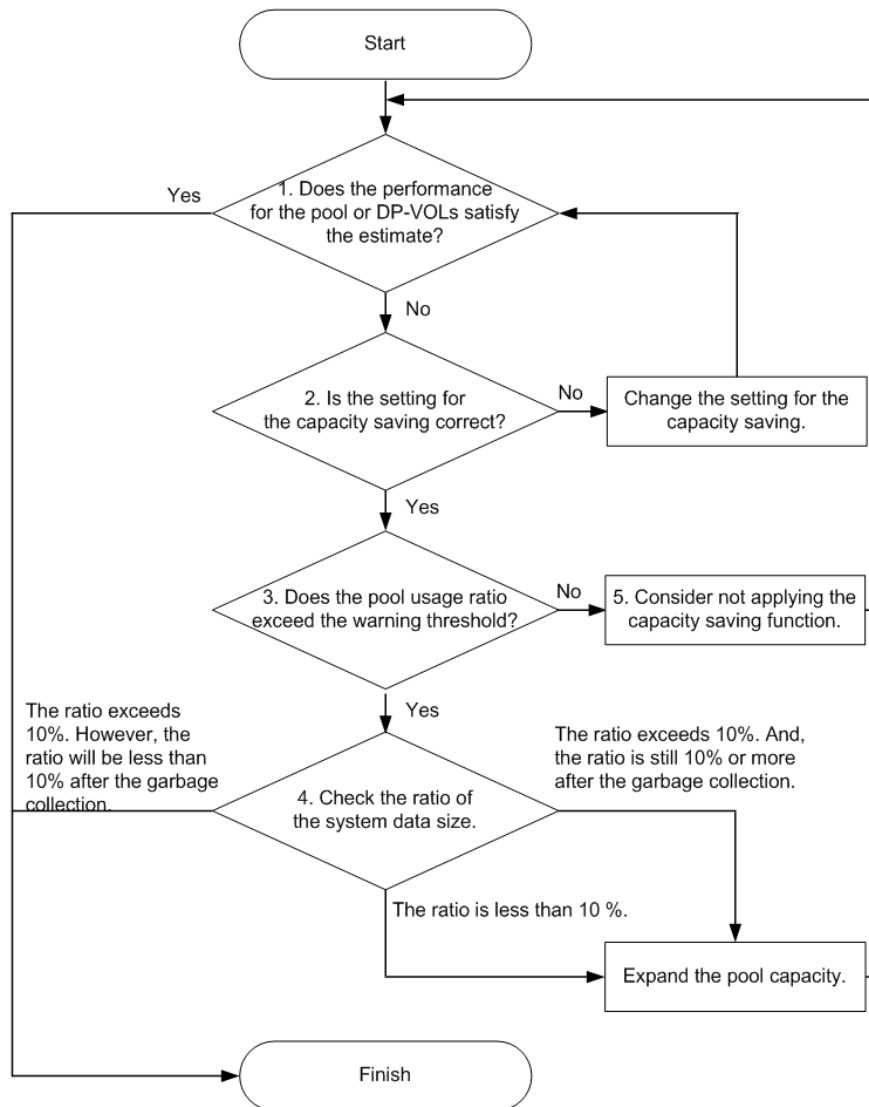 Start
Yes
1. Does the performance
for the pool or DP-VOLs satisfy
the estimate?
No
2. Is the setting for
the capacity saving correct?
No
Change the setting for the
capacity saving.
Yes
3. Does the pool usage ratio
exceed the warning threshold?
No
5. Consider not applying the
capacity saving function.
Yes
The ratio exceeds
10%. However, the
ratio will be less than
10% after the garbage
collection.
The ratio exceeds 10%. And,
the ratio is still 10% or more
after the garbage collection.
4. Check the ratio of
the system data size.
The ratio is less than 10 %.
Expand the pool capacity.
Finish